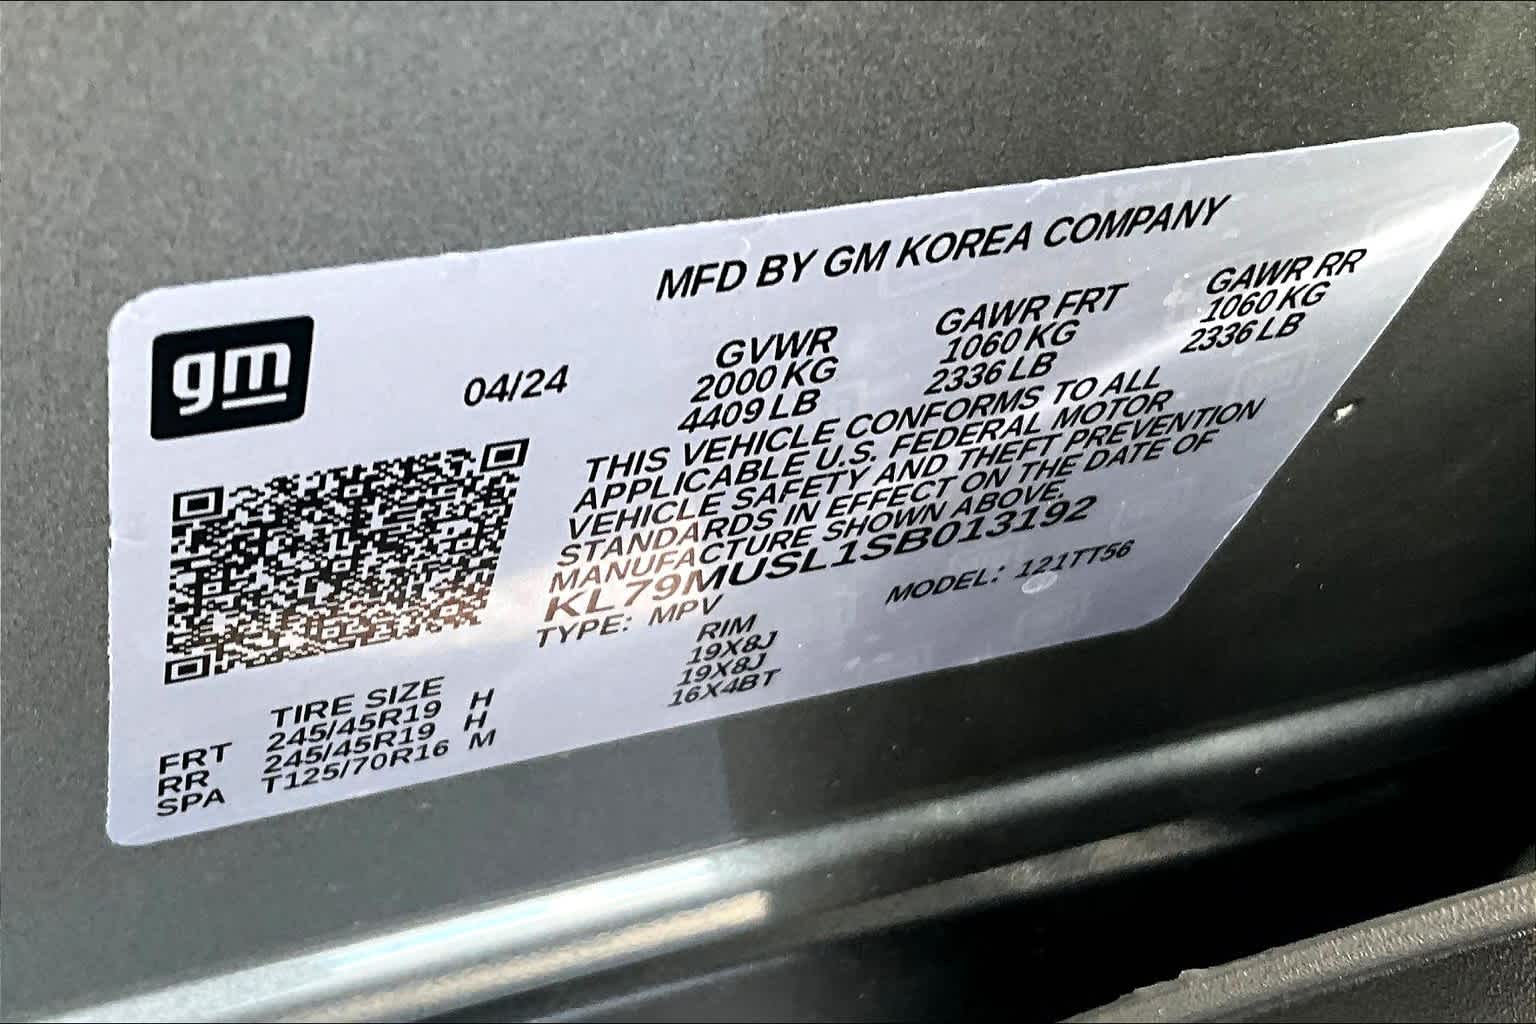 MFD BY GM KOREA COMPANY
gm
04/24
GVWR GAWR FRT GAWR RR
2000 KG 1060 KG 1060 KG
4409 LB 2336 LB 2336 LB
THIS VEHICLE CONFORMS TO ALL
APPLICABLE U.S. FEDERAL MOTOR
VEHICLE SAFETY AND THEFT PREVENTION
STANDARDS IN EFFECT ON THE DATE OF
MANUFACTURE SHOWN ABOVE.
KL79MUSL1SB013192
TYPE: MPV MODEL: 121TT56
TIRE SIZE RIM
FRT 245/45R19 H 19X8J
RR 245/45R19 H 19X8J
SPA T125/70R16 M 16X4BT